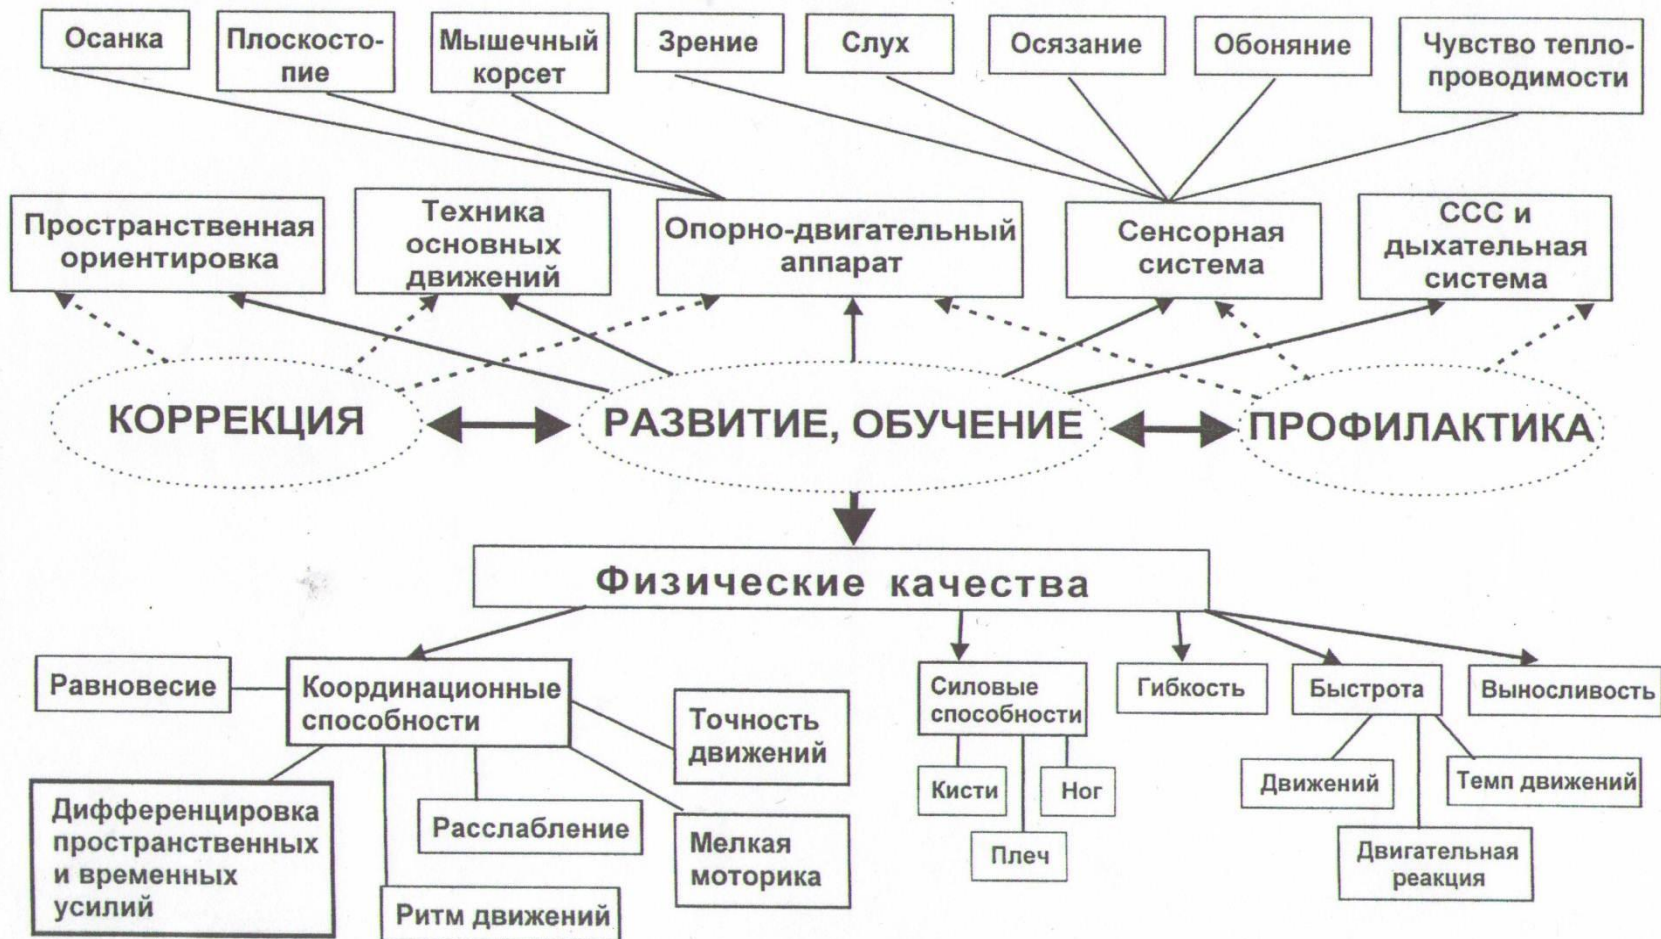 Осанка
Плоскосто-
пие
Мышечный
корсет
Зрение
Слух
Осязание
Обоняние
Чувство тепло-
проводимости
Пространственная
ориентировка
Техника
основных
движений
Опорно-двигательный
аппарат
Сенсорная
система
ССС и
дыхательная
система
КОРРЕКЦИЯ
РАЗВИТИЕ, ОБУЧЕНИЕ
ПРОФИЛАКТИКА
Физические качества
Равновесие
Координационные
способности
Точность
движений
Силовые
способности
Гибкость
Быстрота
Выносливость
Дифференцировка
пространственных
и временных
усилий
Расслабление
Ритм движений
Мелкая
моторика
Кисти
Ног
Плеч
Движений
Темп движений
Двигательная
реакция